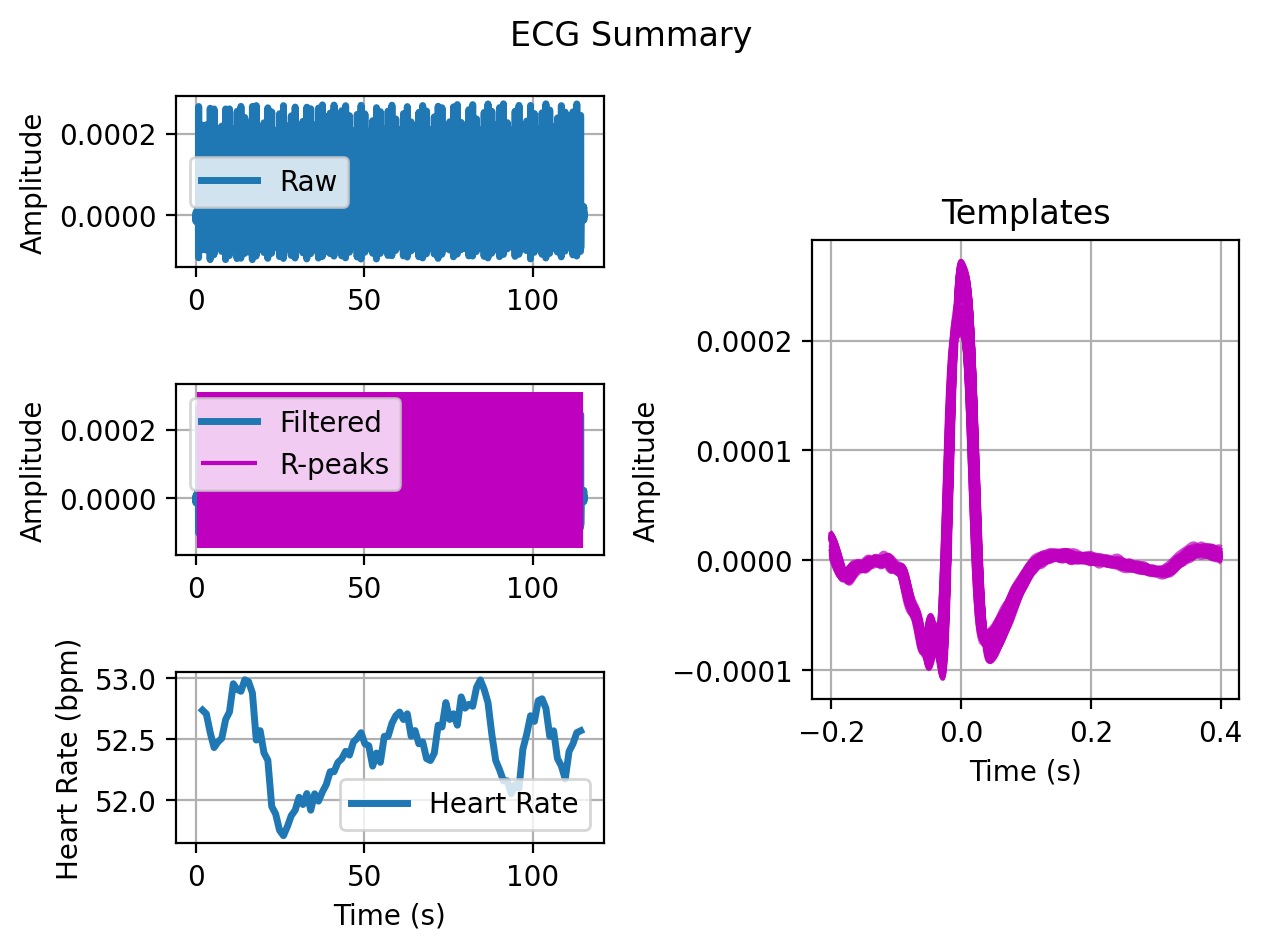 ECG Summary
Amplitude
0.0002
0.0000
Raw
0
50
100
Amplitude
0.0002
0.0000
Filtered
R-peaks
0
50
100
Heart Rate (bpm)
53.0
52.5
52.0
Heart Rate
0
50
100
Time (s)
Templates
Amplitude
0.0002
0.0001
0.0000
−0.0001
−0.2
0.0
0.2
0.4
Time (s)